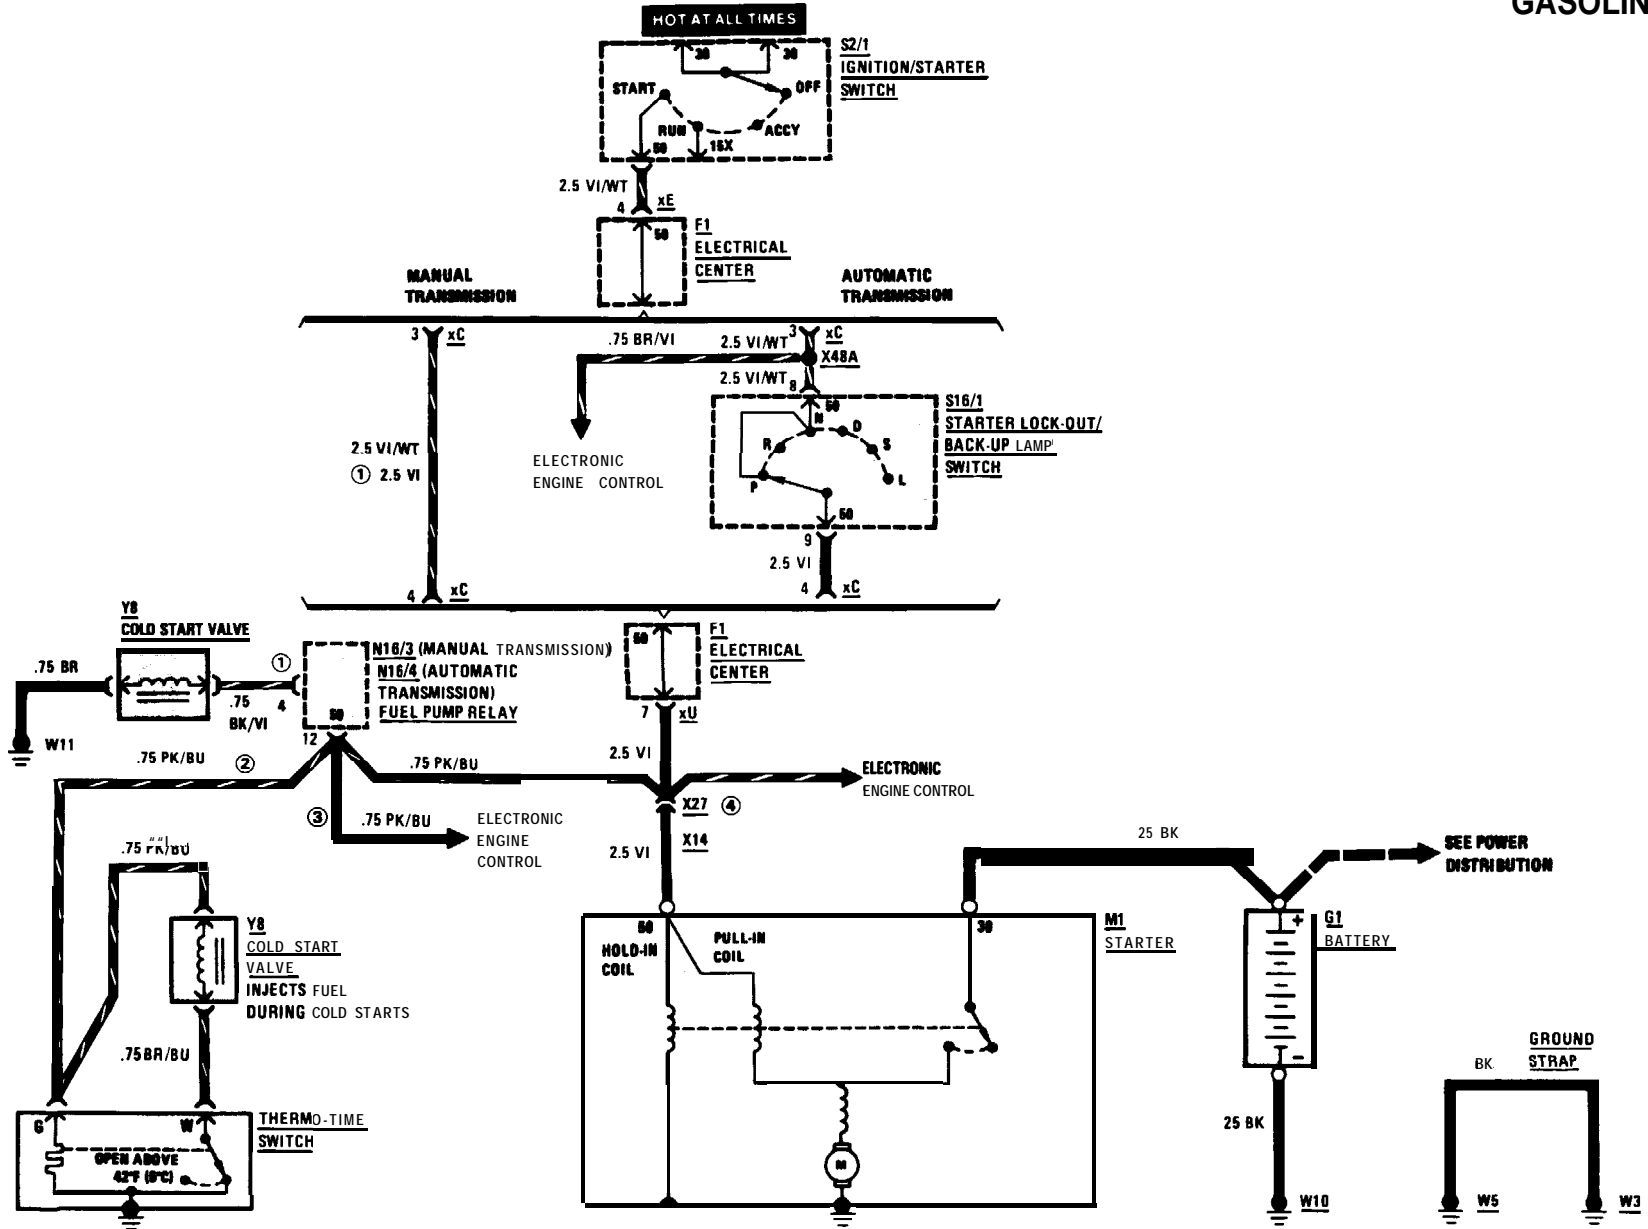 GASOLIN
HOT AT ALL TIMES
30
30
S2/1
IGNITION/STARTER
SWITCH
START
OFF
RUN
ACCY
50
15X
2.5 VI/WT
4
xE
50
F1
ELECTRICAL
CENTER
MANUAL
TRANSMISSION
AUTOMATIC
TRANSMISSION
3
xC
.75 BR/VI
2.5 VI/WT
3
xC
X48A
2.5 VI/WT
8
50
S16/1
STARTER LOCK-OUT/
BACK-UP LAMP
SWITCH
N
D
R
S
P
L
50
2.5 VI/WT
① 2.5 VI
ELECTRONIC
ENGINE CONTROL
9
2.5 VI
4
xC
4
xC
Y8
COLD START VALVE
.75 BR
①
.75
BK/VI
4
W11
N16/3 (MANUAL TRANSMISSION)
N16/4 (AUTOMATIC
TRANSMISSION)
FUEL PUMP RELAY
50
12
50
F1
ELECTRICAL
CENTER
7
xU
2.5 VI
.75 PK/BU
②
.75 PK/BU
ELECTRONIC
ENGINE CONTROL
X27
④
③
.75 PK/BU
ELECTRONIC
ENGINE
CONTROL
X14
2.5 VI
.75 PK/BU
25 BK
SEE POWER
DISTRIBUTION
Y8
COLD START
VALVE
INJECTS FUEL
DURING COLD STARTS
50
HOLD-IN
COIL
PULL-IN
COIL
30
M1
STARTER
+
G1
BATTERY
-
.75BR/BU
GROUND
STRAP
BK
G
W
THERMO-TIME
SWITCH
OPEN ABOVE
25 BK
M
W10
W5
W3